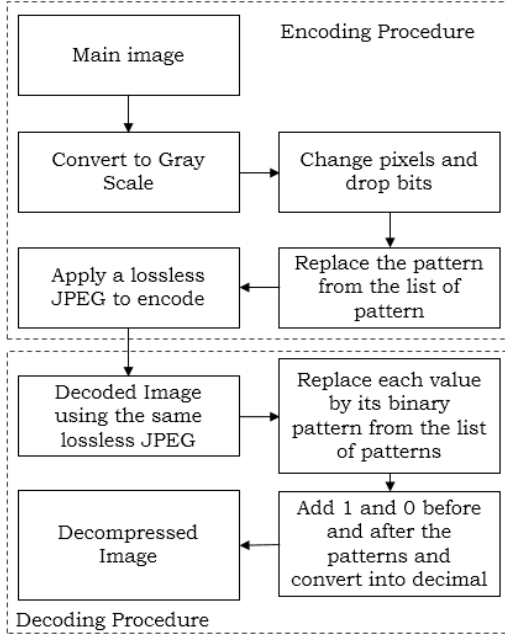 Encoding Procedure
Main image
Convert to Gray
Scale
Change pixels and
drop bits
Replace the pattern
from the list of
pattern
Apply a lossless
JPEG to encode
Decoded Image
using the same
lossless JPEG
Replace each value
by its binary
pattern from the list
of patterns
Add 1 and 0 before
and after the
patterns and
convert into decimal
Decompressed
Image
Decoding Procedure